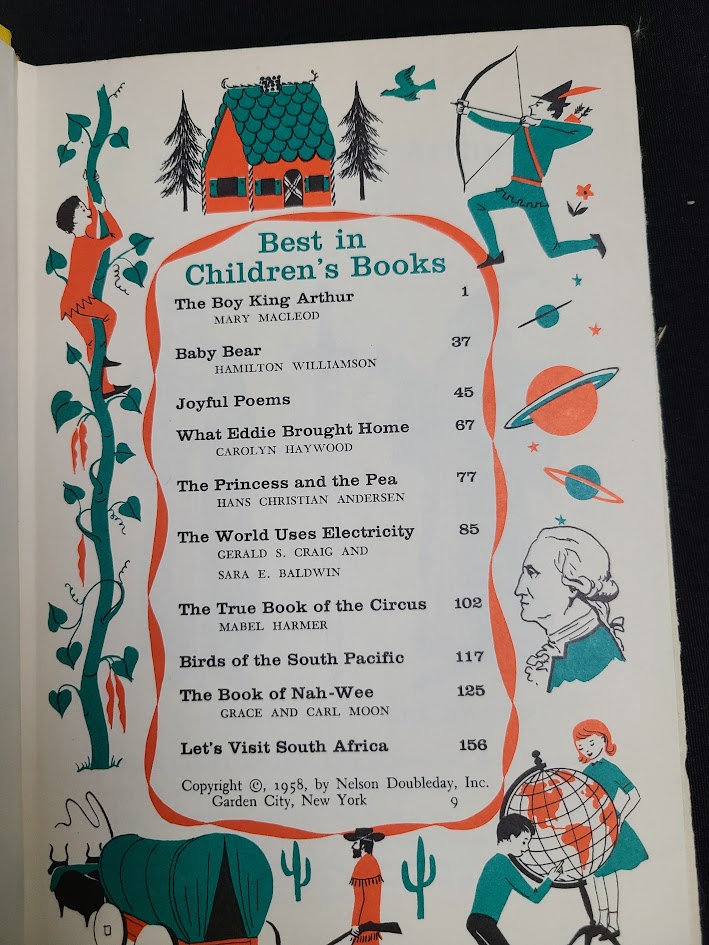 Best in
Children's Books
The Boy King Arthur 1
MARY MACLEOD
Baby Bear 37
HAMILTON WILLIAMSON
Joyful Poems 45
What Eddie Brought Home 67
CAROLYN HAYWOOD
The Princess and the Pea 77
HANS CHRISTIAN ANDERSEN
The World Uses Electricity 85
GERALD S. CRAIG AND
SARA E. BALDWIN
The True Book of the Circus 102
MABEL HARMER
Birds of the South Pacific 117
The Book of Nah-Wee 125
GRACE AND CARL MOON
Let's Visit South Africa 156
Copyright ©, 1958, by Nelson Doubleday, Inc.
Garden City, New York 9